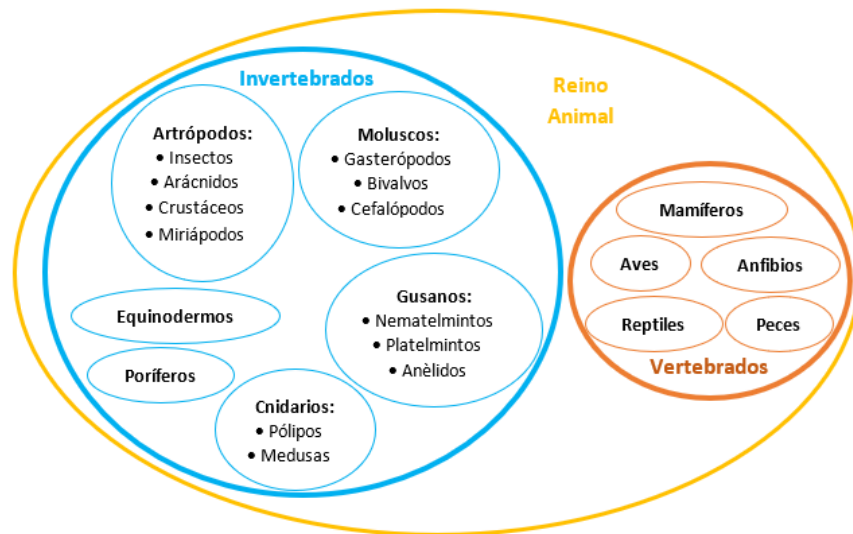 Invertebrados
Reino
Animal
Artrópodos:
• Insectos
• Arácnidos
• Crustáceos
• Miriápodos
Moluscos:
• Gasterópodos
• Bivalvos
• Cefalópodos
Equinodermos
Poríferos
Gusanos:
• Nematelmintos
• Platelmintos
• Anèlidos
Cnidarios:
• Pólipos
• Medusas
Mamíferos
Aves
Anfibios
Reptiles
Peces
Vertebrados